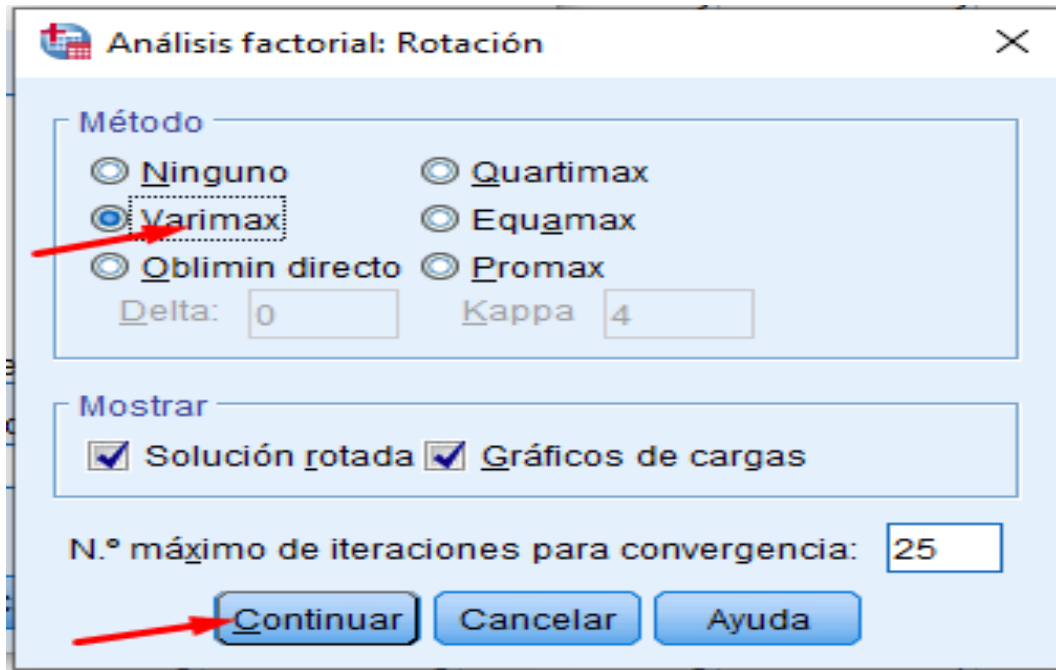 Análisis factorial: Rotación
Método
Ninguno Quartimax
Varimax Equamax
Oblimin directo Promax
Delta: 0 Kappa 4
Mostrar
Solución rotada Gráficos de cargas
N.º máximo de iteraciones para convergencia: 25
Continuar Cancelar Ayuda